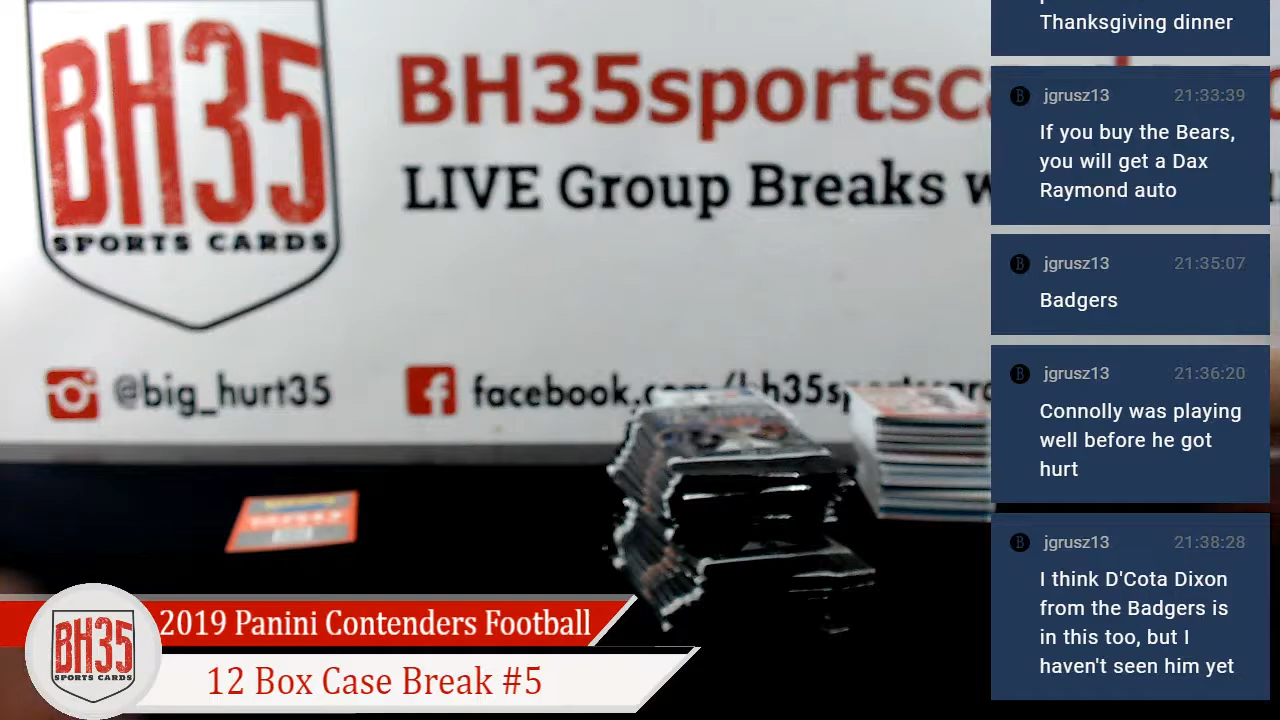 BH35
SPORTS CARDS
BH35sportsc
LIVE Group Breaks
@big_hurt35
facebook.com/bh35sp
Thanksgiving dinner
jgrusz13 21:33:39
If you buy the Bears,
you will get a Dax
Raymond auto
jgrusz13 21:35:07
Badgers
jgrusz13 21:36:20
Connolly was playing
well before he got
hurt
jgrusz13 21:38:28
I think D'Cota Dixon
from the Badgers is
in this too, but I
haven't seen him yet
BH35
SPORTS CARDS
2019 Panini Contenders Football
12 Box Case Break #5